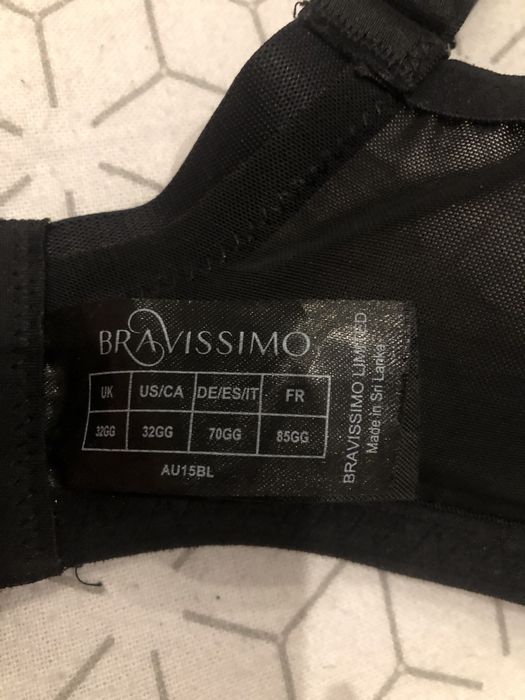 BRAVISSIMO
UK US/CA DE/ES/IT FR
32GG 32GG 70GG 85GG
AU15BL
BRAVISSIMO LIMITED
Made in Sri Lanka